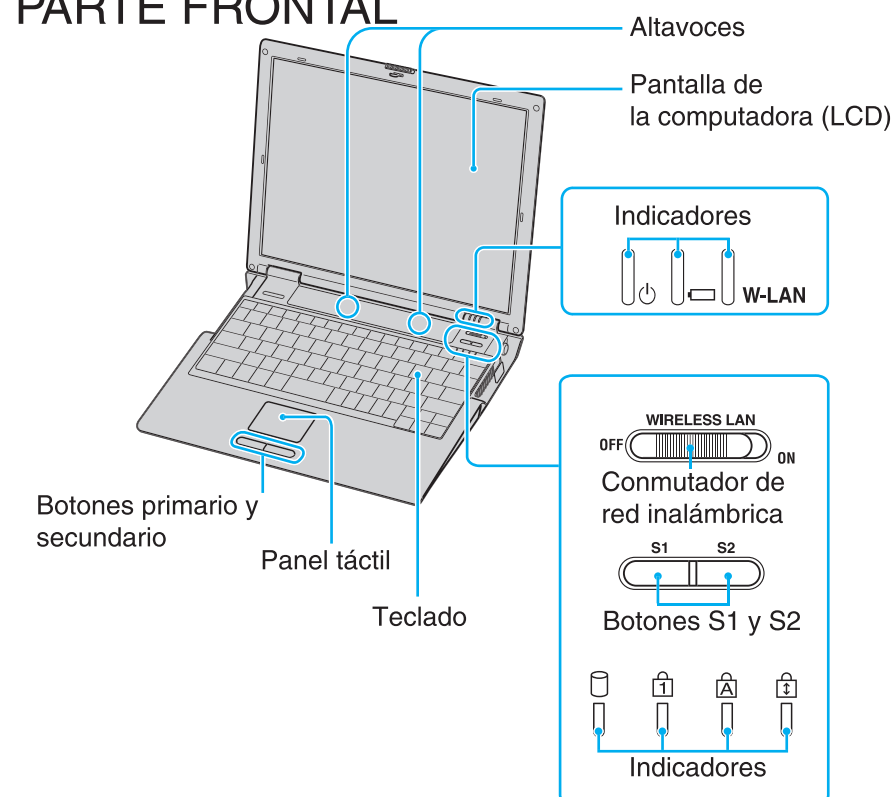 PARTE FRONTAL
Altavoces
Pantalla de
la computadora (LCD)
Indicadores
W-LAN
WIRELESS LAN
OFF
ON
Conmutador de
red inalámbrica
S1 S2
Botones S1 y S2
1 A
Indicadores
Botones primario y
secundario
Panel táctil
Teclado